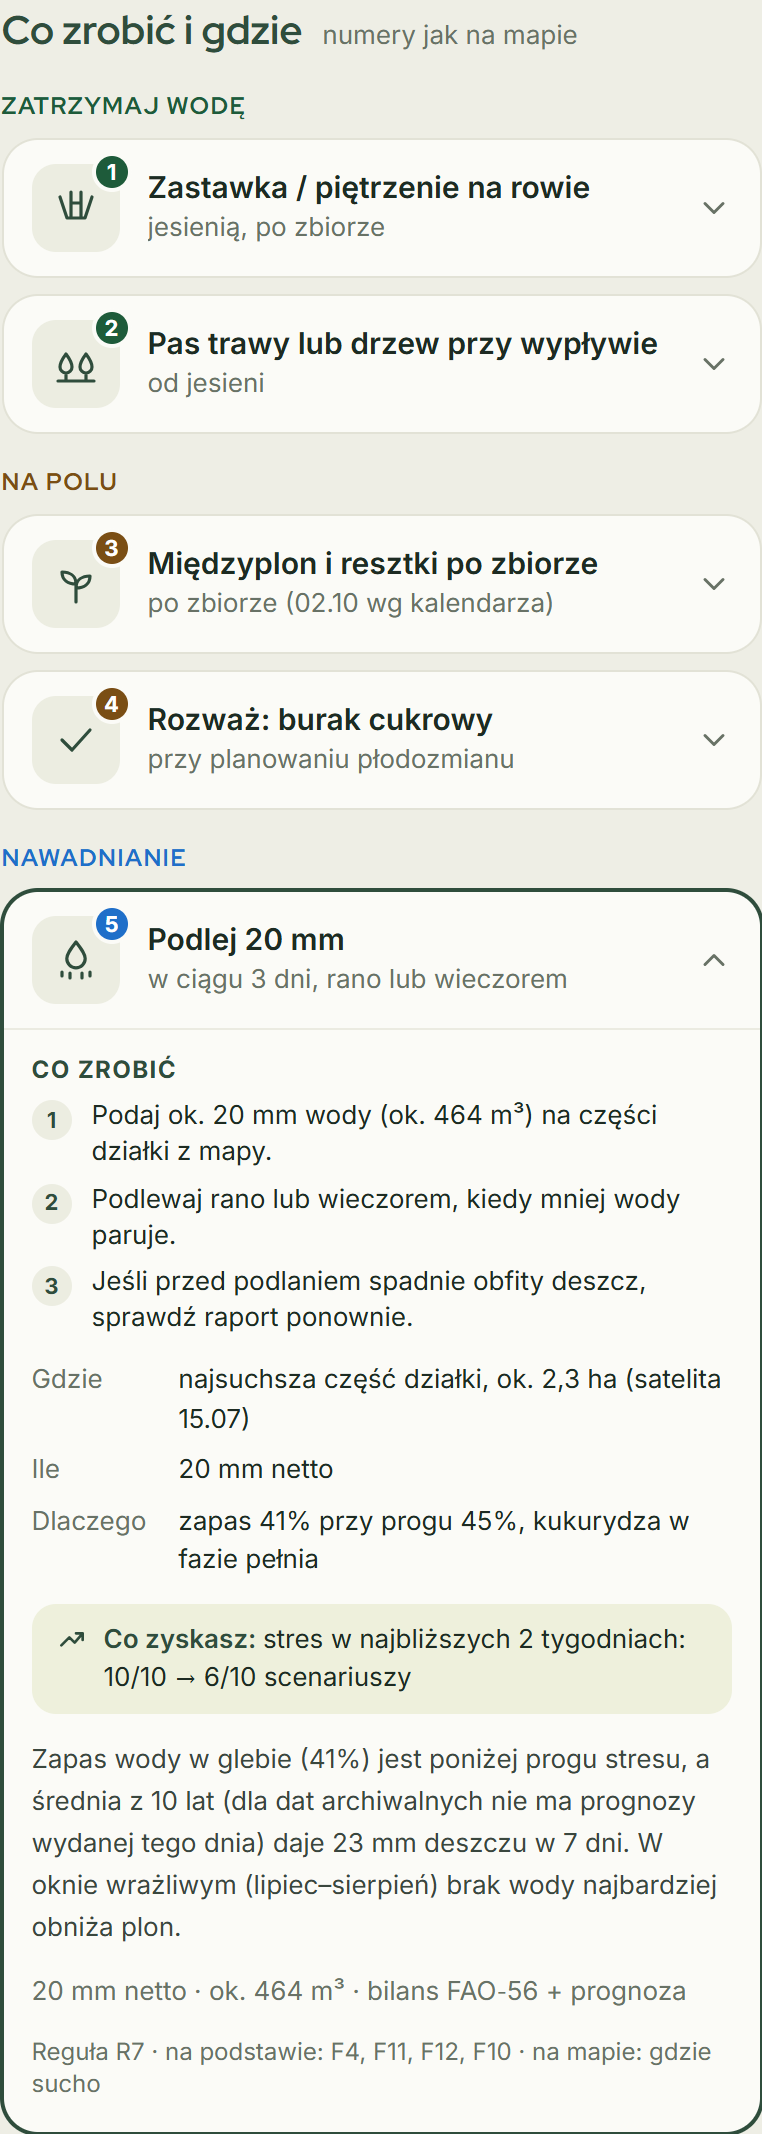 Co zrobić i gdzie numery jak na mapie
ZATRZYMAJ WODĘ
1
Zastawka / piętrzenie na rowie
jesienią, po zbiorze
2
Pas trawy lub drzew przy wypływie
od jesieni
NA POLU
3
Międzyplon i resztki po zbiorze
po zbiorze (02.10 wg kalendarza)
4
Rozważ: burak cukrowy
przy planowaniu płodozmianu
NAWADNIANIE
5
Podlej 20 mm
w ciągu 3 dni, rano lub wieczorem
CO ZROBIĆ
1 Podaj ok. 20 mm wody (ok. 464 m³) na części
działki z mapy.
2 Podlewaj rano lub wieczorem, kiedy mniej wody
paruje.
3 Jeśli przed podlaniem spadnie obfity deszcz,
sprawdź raport ponownie.
Gdzie najsuchsza część działki, ok. 2,3 ha (satelita
15.07)
Ile 20 mm netto
Dlaczego zapas 41% przy progu 45%, kukurydza w
fazie pełnia
Co zyskasz: stres w najbliższych 2 tygodniach:
10/10 → 6/10 scenariuszy
Zapas wody w glebie (41%) jest poniżej progu stresu, a
średnia z 10 lat (dla dat archiwalnych nie ma prognozy
wydanej tego dnia) daje 23 mm deszczu w 7 dni. W
oknie wrażliwym (lipiec–sierpień) brak wody najbardziej
obniża plon.
20 mm netto · ok. 464 m³ · bilans FAO-56 + prognoza
Reguła R7 · na podstawie: F4, F11, F12, F10 · na mapie: gdzie
sucho